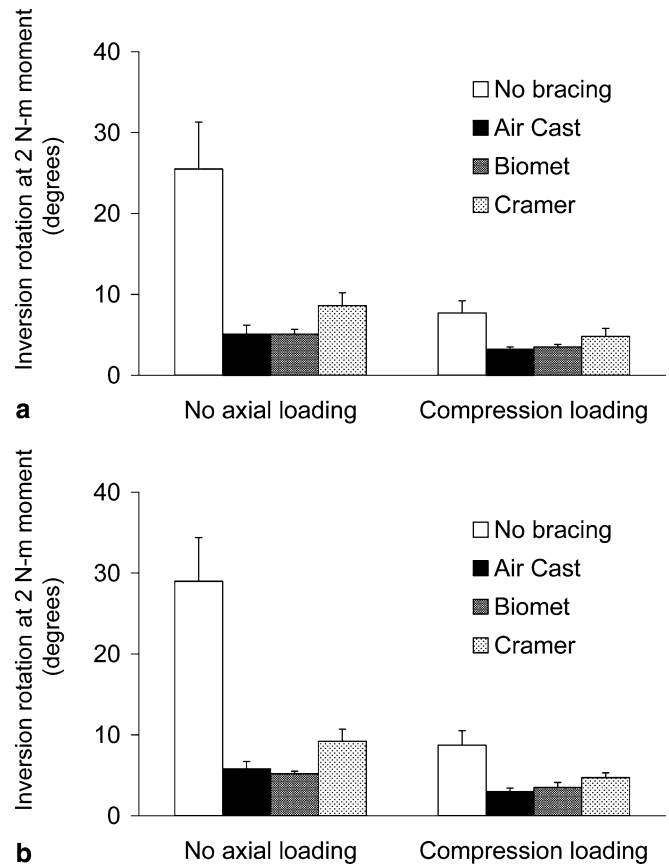 Inversion rotation at 2 N-m moment
(degrees)
40
30
20
10
0
No bracing
Air Cast
Biomet
Cramer
No axial loading
Compression loading
a
Inversion rotation at 2 N-m moment
(degrees)
40
30
20
10
0
No bracing
Air Cast
Biomet
Cramer
No axial loading
Compression loading
b